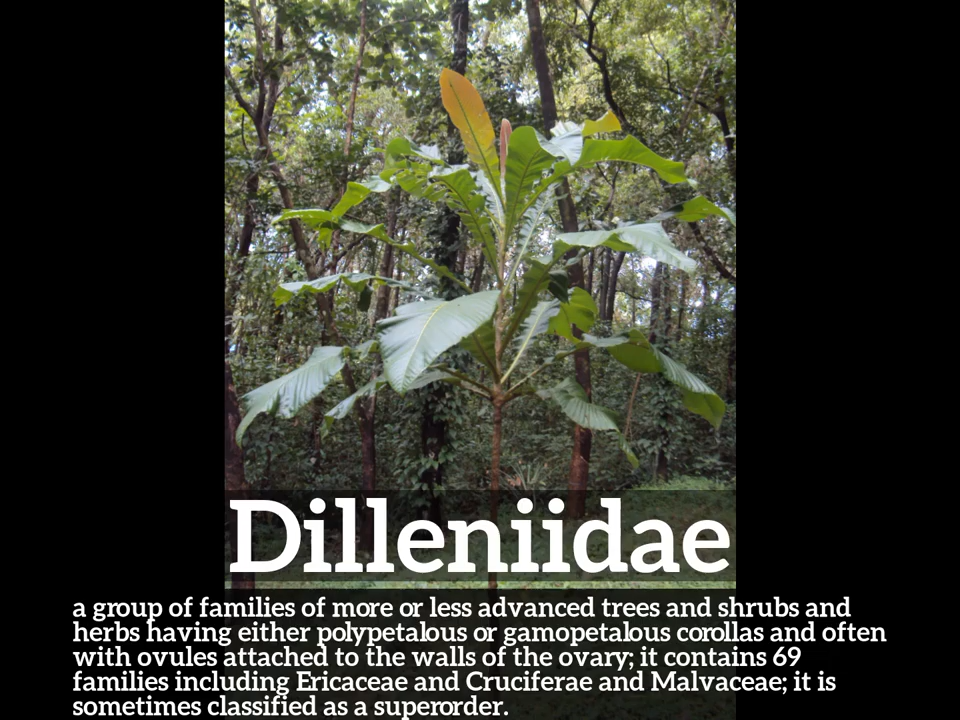 Dilleniidae
a group of families of more or less advanced trees and shrubs and
herbs having either polypetalous or gamopetalous corollas and often
with ovules attached to the walls of the ovary; it contains 69
families including Ericaceae and Cruciferae and Malvaceae; it is
sometimes classified as a superorder.